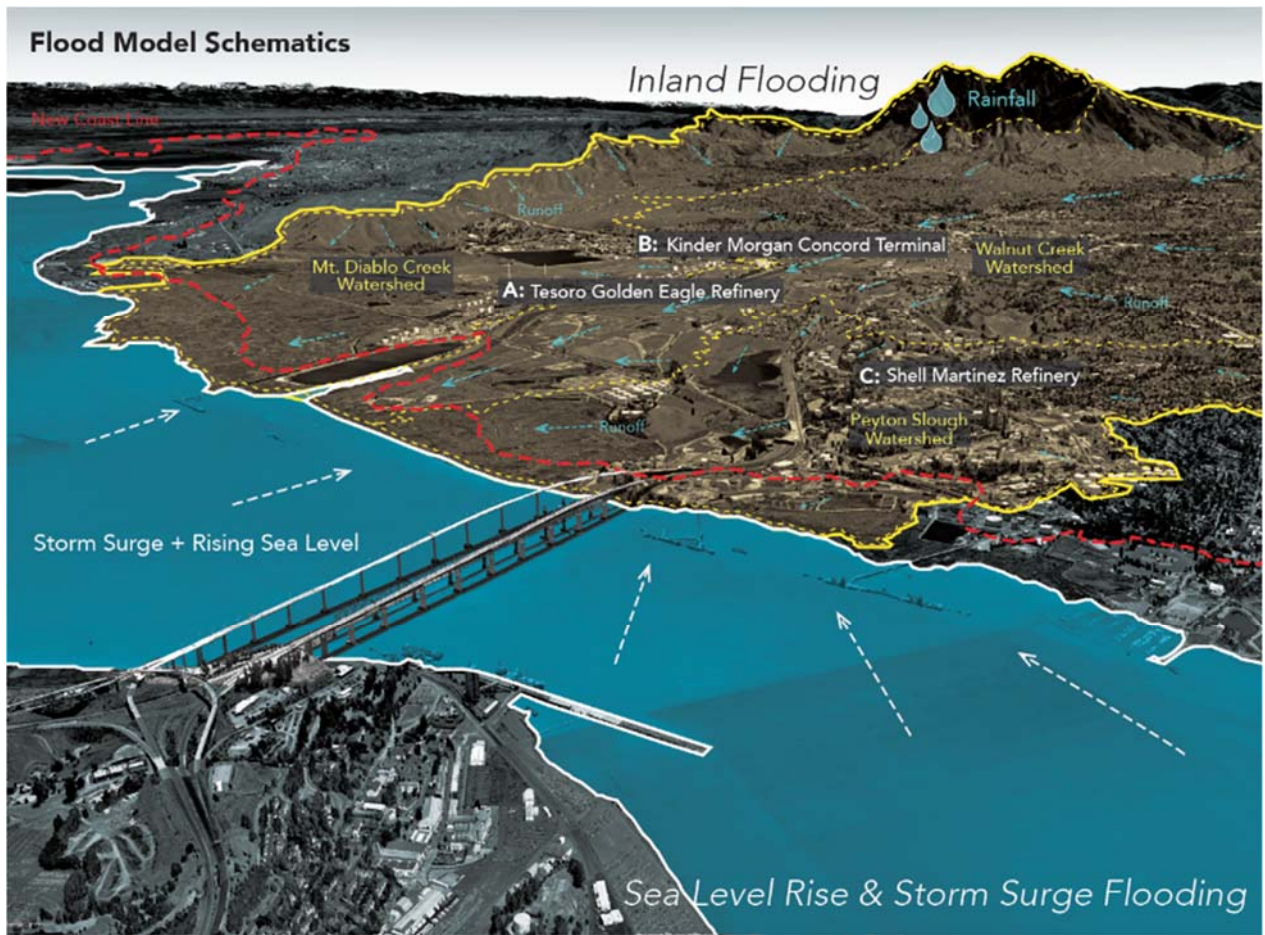 Flood Model Schematics
Inland Flooding
Rainfall
New Coast Line
Runoff
B: Kinder Morgan Concord Terminal
Walnut Creek
Watershed
Mt. Diablo Creek
Watershed
A: Tesoro Golden Eagle Refinery
Runoff
C: Shell Martinez Refinery
Peyton Slough
Watershed
Runoff
Storm Surge + Rising Sea Level
Sea Level Rise & Storm Surge Flooding